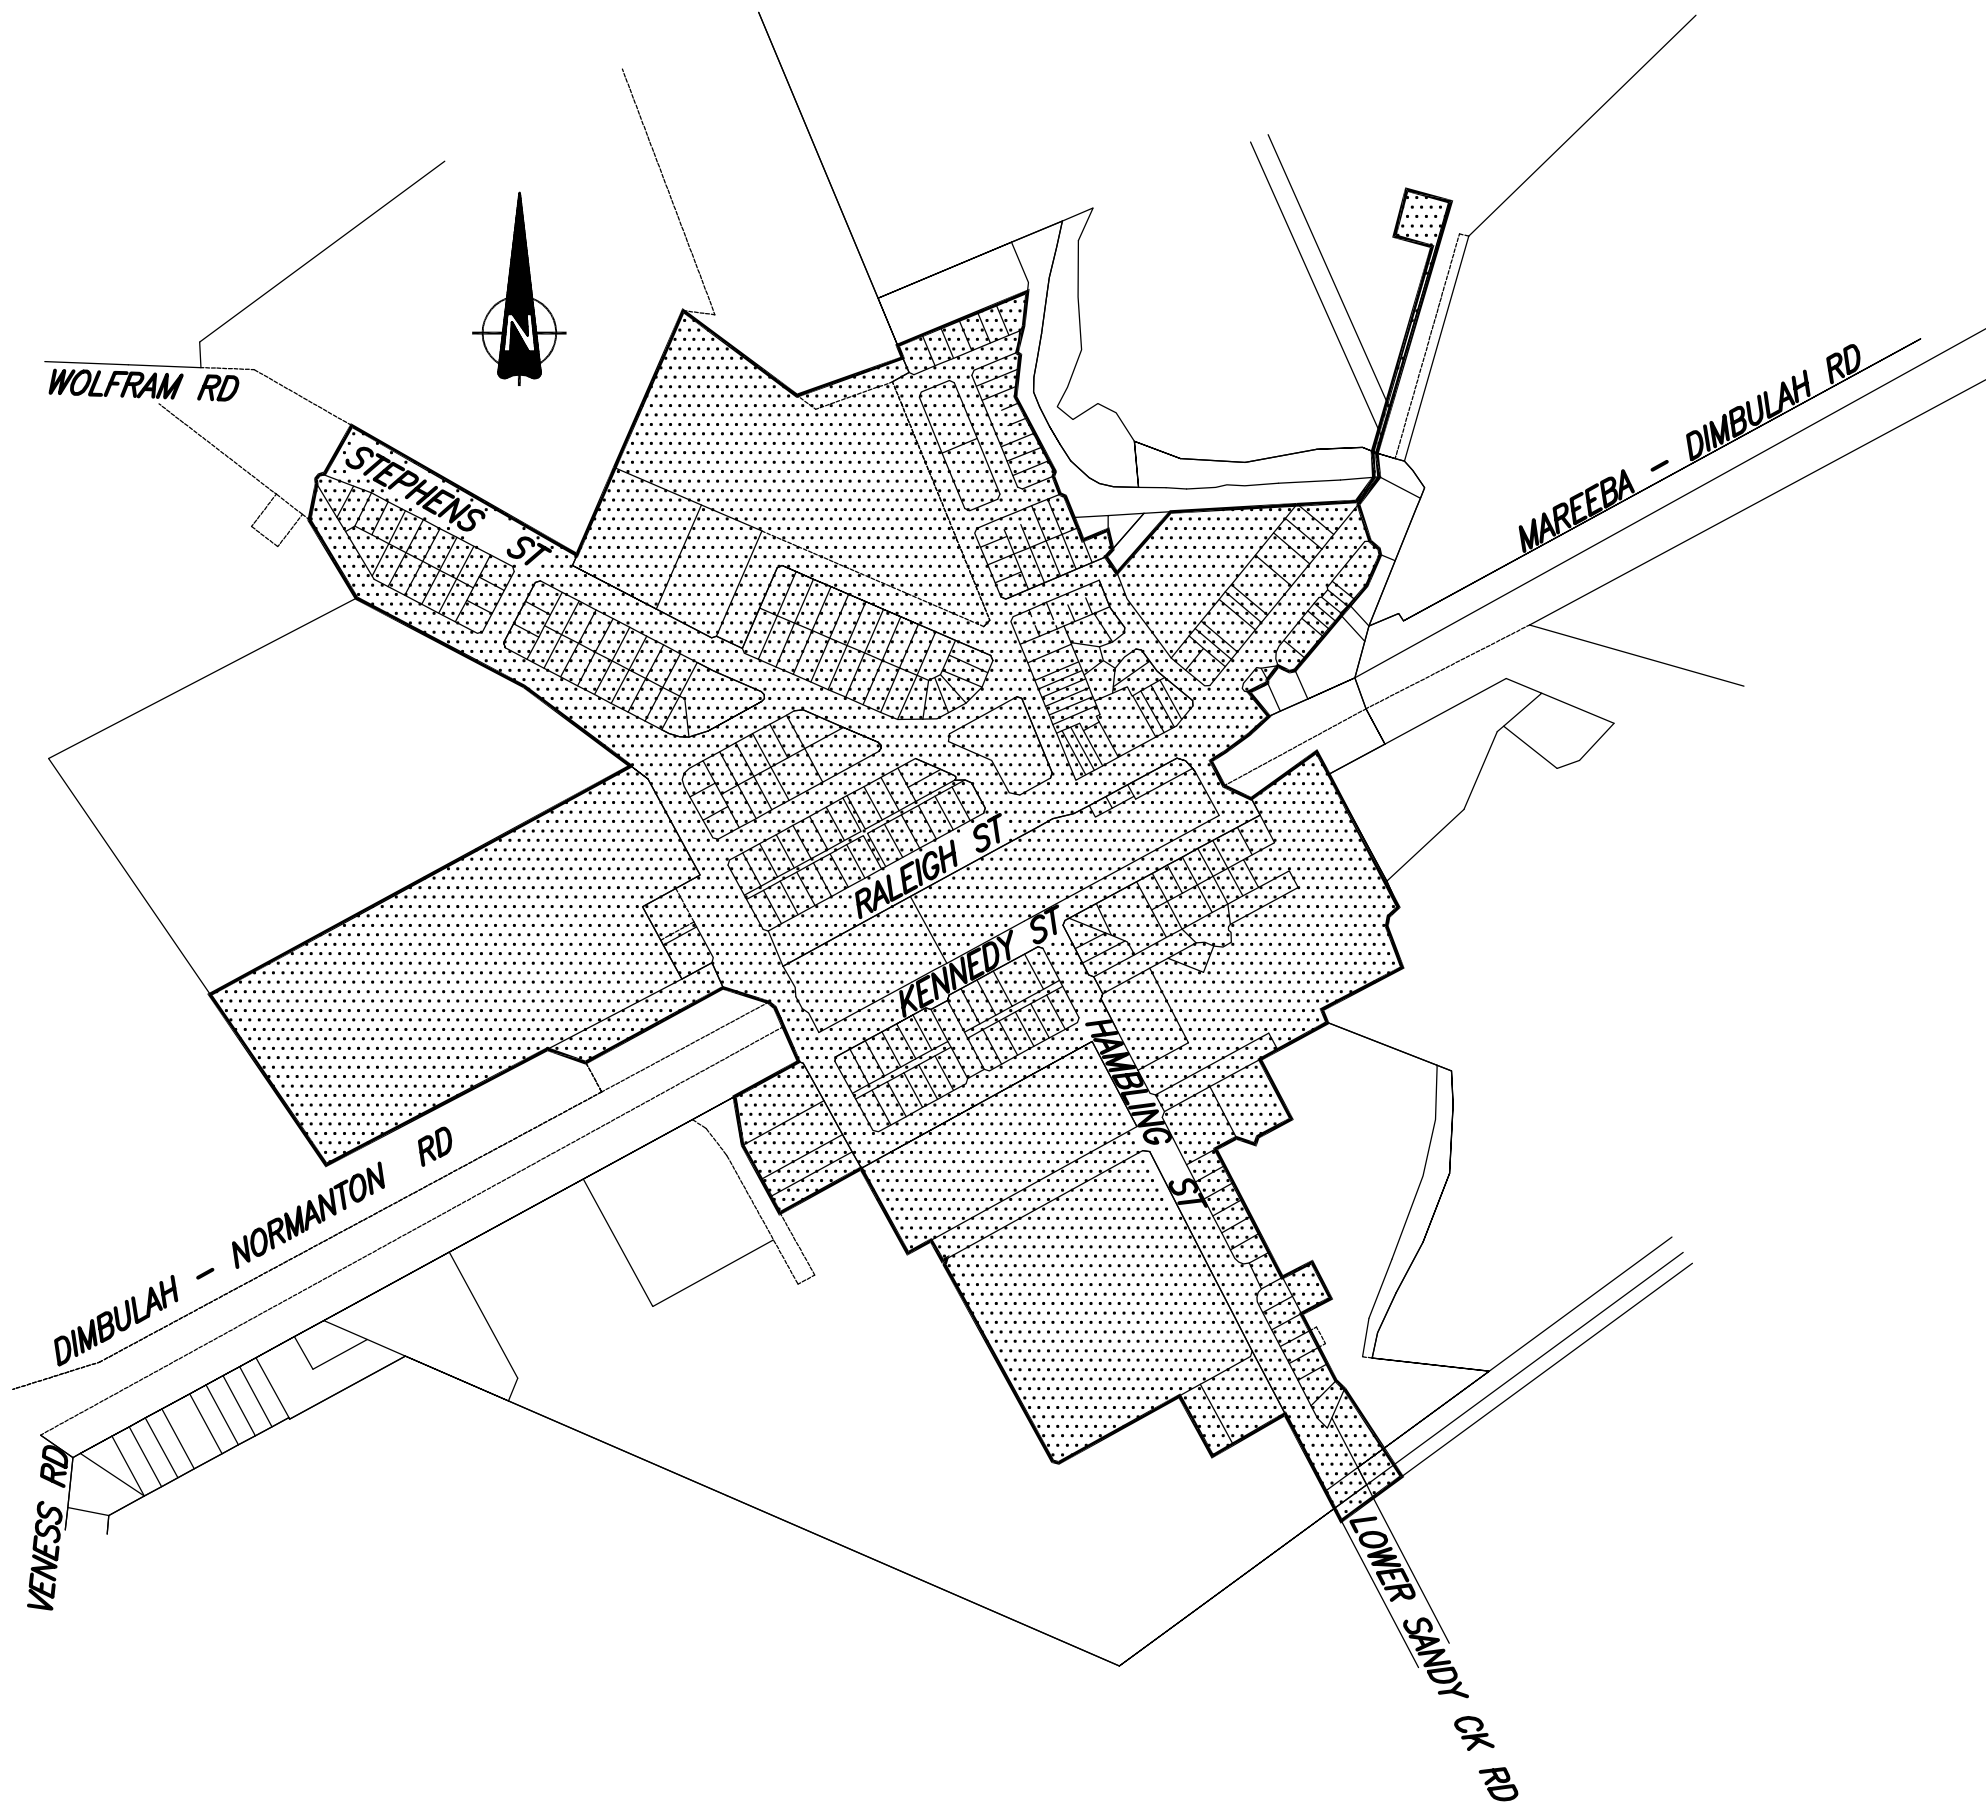 N
WOLFRAM RD
STEPHENS ST
MAREEBA – DIMBULAH RD
RALEIGH ST
KENNEDY ST
HAMBLING ST
DIMBULAH – NORMANTON RD
VENESS RD
LOWER SANDY CK RD